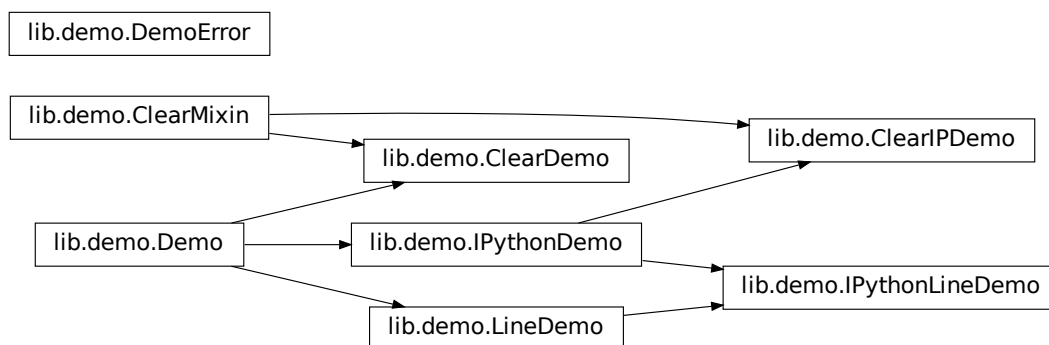 lib.demo.DemoError
lib.demo.ClearMixin
lib.demo.ClearIPDemo
lib.demo.ClearDemo
lib.demo.Demo
lib.demo.IPythonDemo
lib.demo.IPythonLineDemo
lib.demo.LineDemo